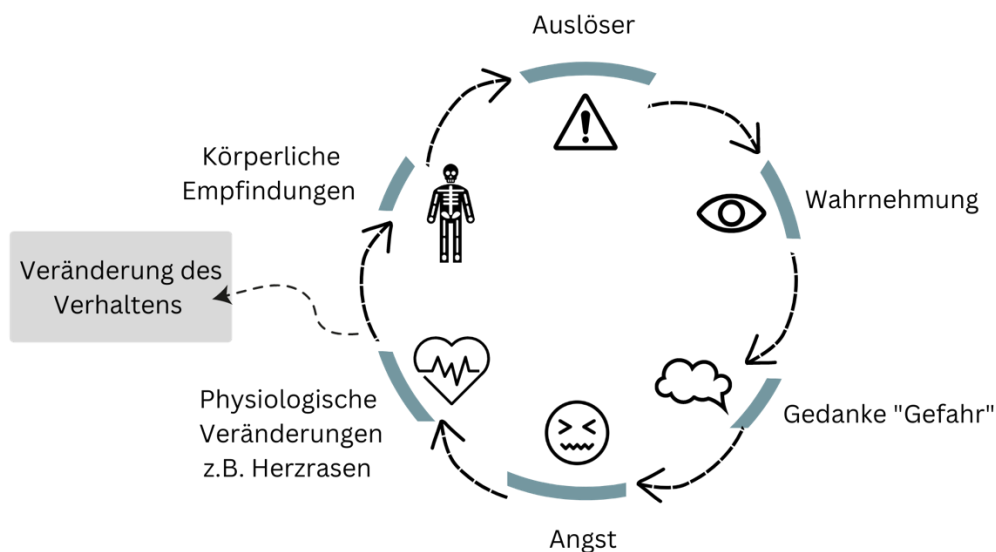 Auslöser
Wahrnehmung
Gedanke "Gefahr"
Angst
Physiologische
Veränderungen
z.B. Herzrasen
Veränderung des
Verhaltens
Körperliche
Empfindungen